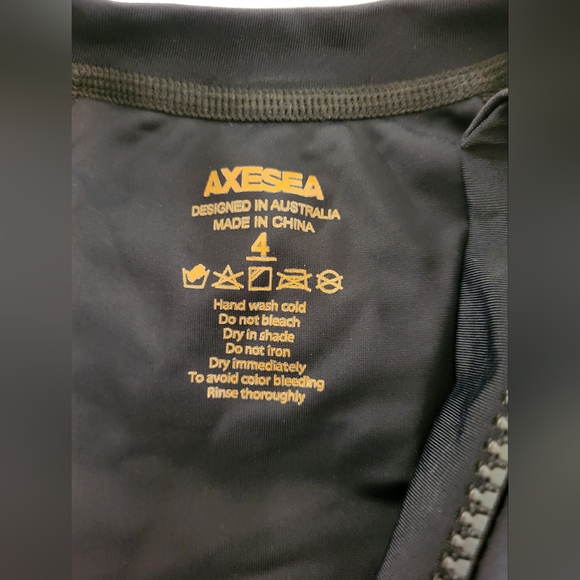 AXESEA
DESIGNED IN AUSTRALIA
MADE IN CHINA
4
Hand wash cold
Do not bleach
Dry in shade
Do not iron
Dry immediately
To avoid color bleeding
Rinse thoroughly